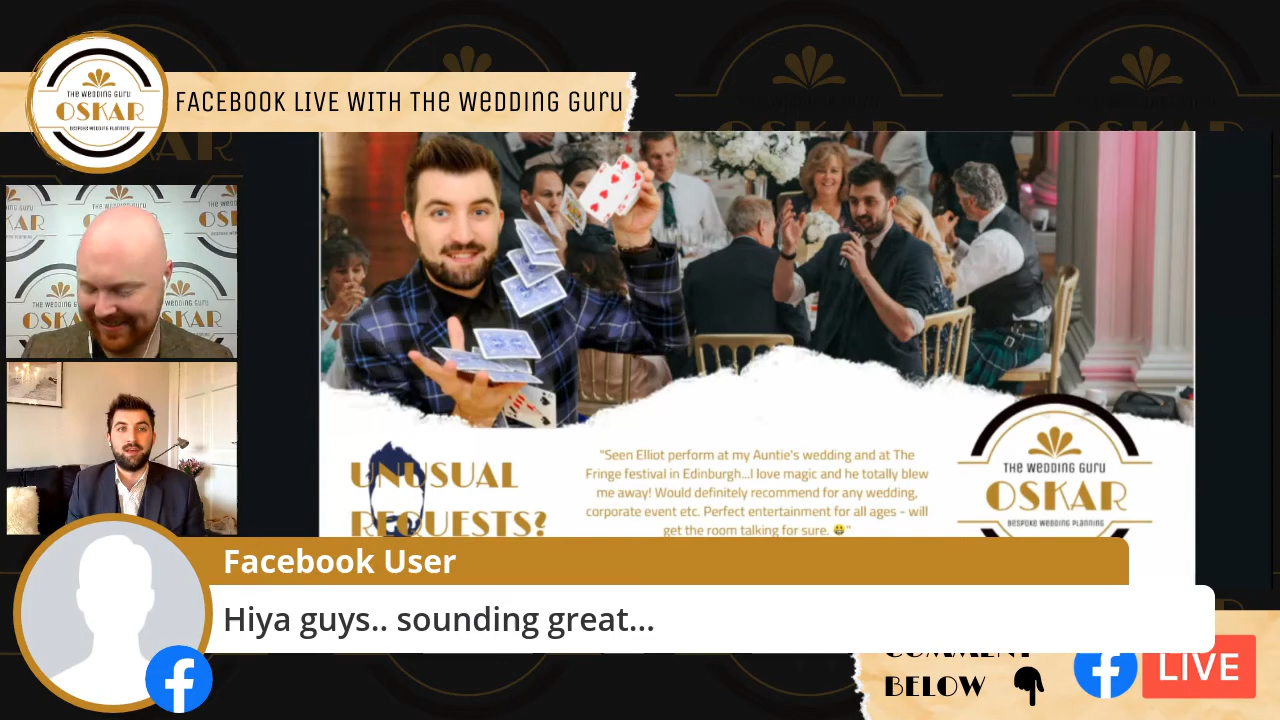 FACEBOOK LIVE WITH THE WEDDING GURU
THE WEDDING GURU
OSKAR
BESPOKE WEDDING PLANNING
UNUSUAL
REQUESTS?
"Seen Elliot perform at my Auntie's wedding and at The
Fringe festival in Edinburgh...I love magic and he totally blew
me away! Would definitely recommend for any wedding,
corporate event etc. Perfect entertainment for all ages - will
get the room talking for sure. 😀"
THE WEDDING GURU
OSKAR
BESPOKE WEDDING PLANNING
Facebook User
Hiya guys.. sounding great...
COMMENT
BELOW
LIVE